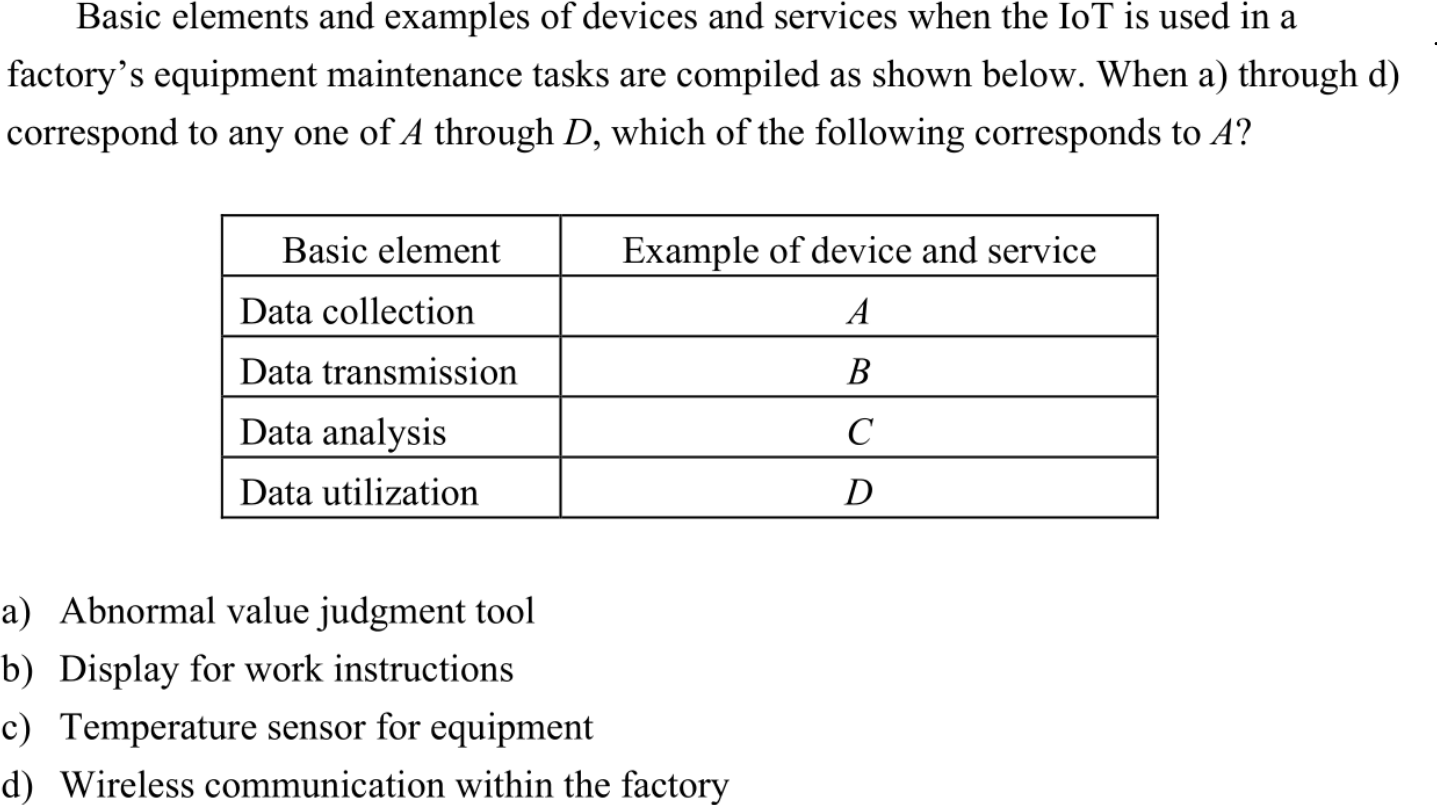 Basic elements and examples of devices and services when the IoT is used in a
factory’s equipment maintenance tasks are compiled as shown below. When a) through d)
correspond to any one of A through D, which of the following corresponds to A?
Basic element Example of device and service
Data collection A
Data transmission B
Data analysis C
Data utilization D
a) Abnormal value judgment tool
b) Display for work instructions
c) Temperature sensor for equipment
d) Wireless communication within the factory